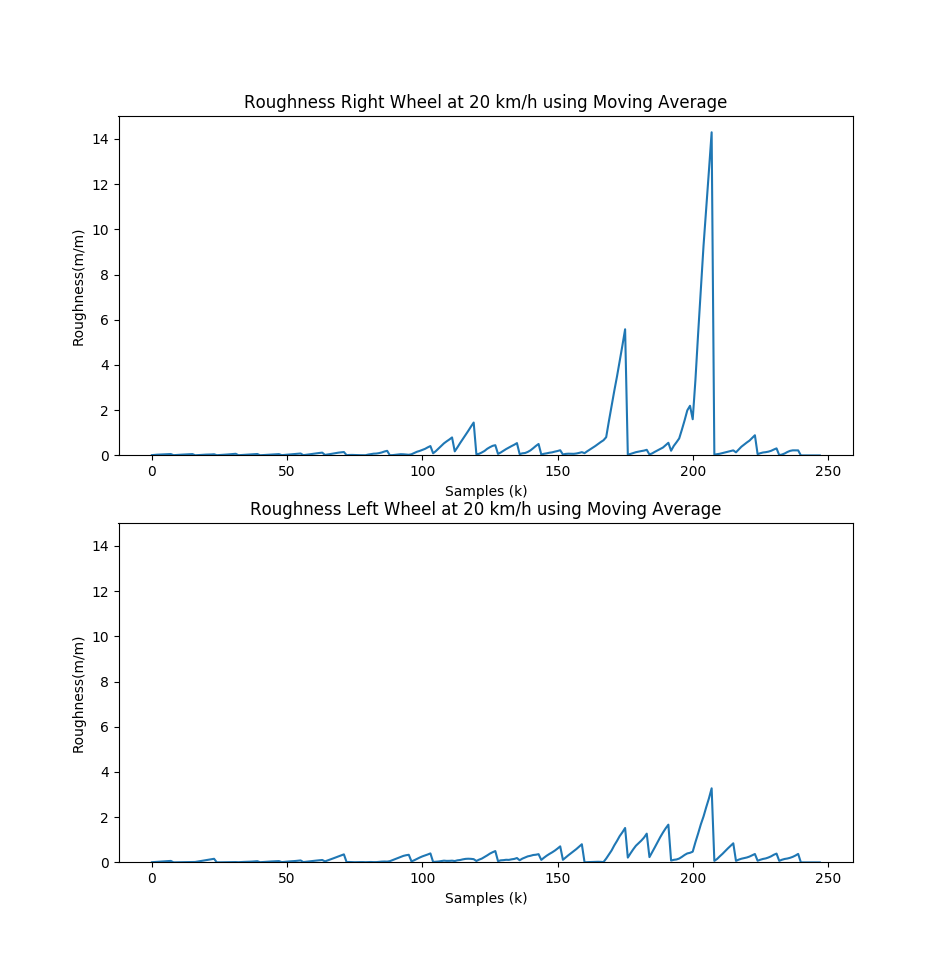 Roughness Right Wheel at 20 km/h using Moving Average
14
12
10
8
6
4
2
0
Roughness(m/m)
0 50 100 150 200 250
Samples (k)
Roughness Left Wheel at 20 km/h using Moving Average
14
12
10
8
6
4
2
0
Roughness(m/m)
0 50 100 150 200 250
Samples (k)